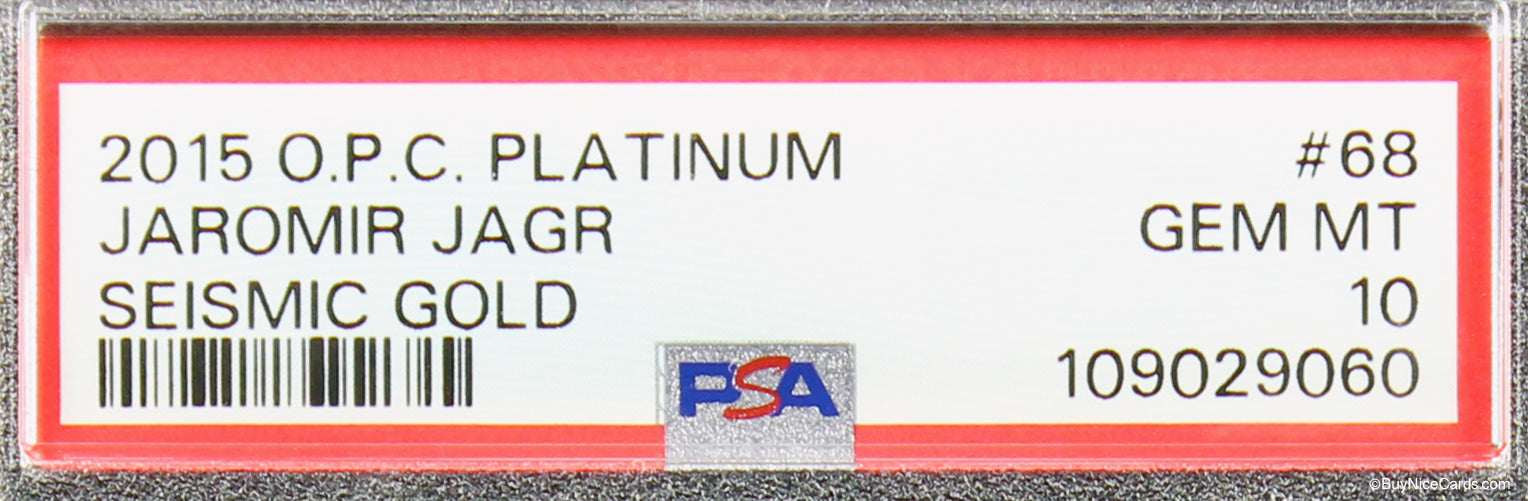 2015 O.P.C. PLATINUM #68
JAROMIR JAGR GEM MT
SEISMIC GOLD 10
PSA 109029060
©BuyNiceCards.com